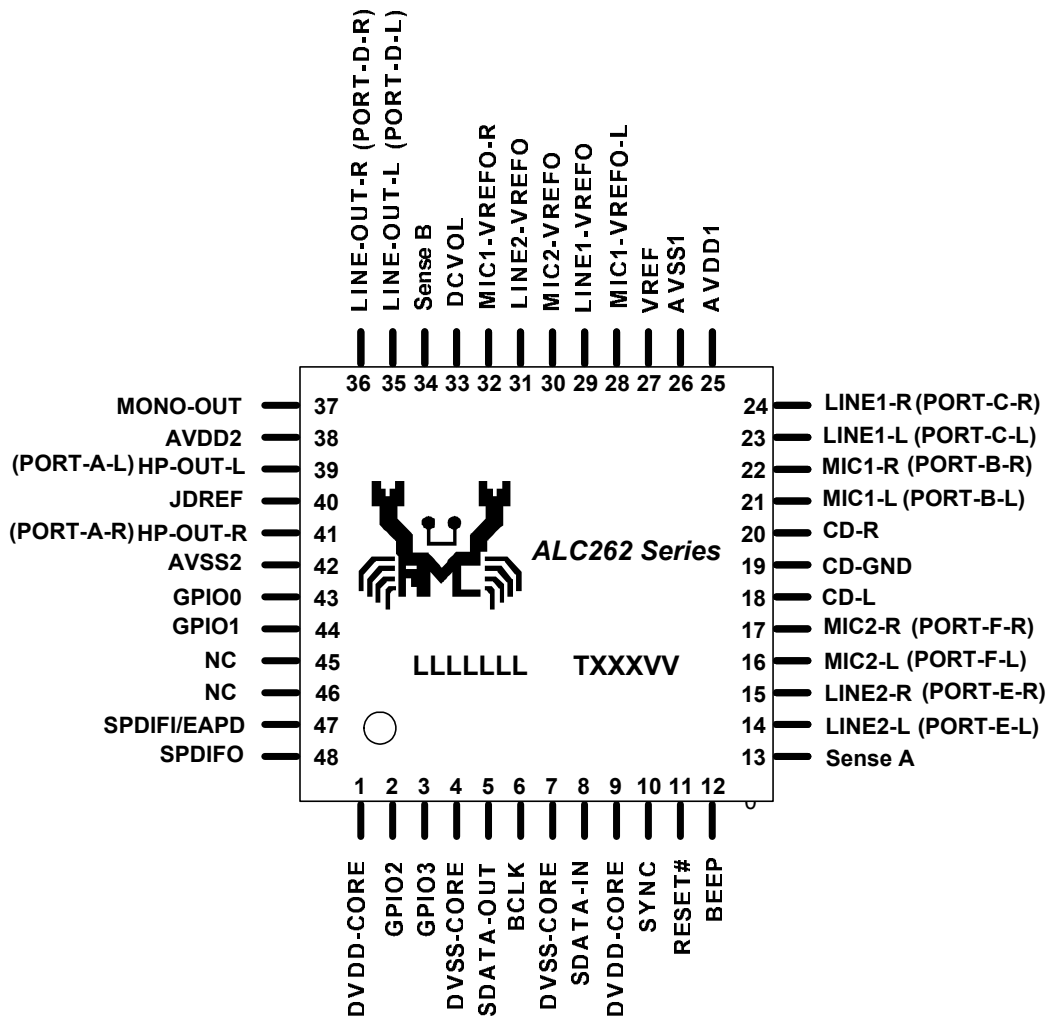 LINE-OUT-R (PORT-D-R)
LINE-OUT-L (PORT-D-L)
Sense B
DCVOL
MIC1-VREFO-R
LINE2-VREFO
MIC2-VREFO
LINE1-VREFO
MIC1-VREFO-L
VREF
AVSS1
AVDD1
36 35 34 33 32 31 30 29 28 27 26 25
MONO-OUT 37
AVDD2 38
(PORT-A-L) HP-OUT-L 39
JDREF 40
(PORT-A-R) HP-OUT-R 41
AVSS2 42
GPIO0 43
GPIO1 44
NC 45
NC 46
SPDIFI/EAPD 47
SPDIFO 48
ALC262 Series
LLLLLLL TXXXVV
24 LINE1-R (PORT-C-R)
23 LINE1-L (PORT-C-L)
22 MIC1-R (PORT-B-R)
21 MIC1-L (PORT-B-L)
20 CD-R
19 CD-GND
18 CD-L
17 MIC2-R (PORT-F-R)
16 MIC2-L (PORT-F-L)
15 LINE2-R (PORT-E-R)
14 LINE2-L (PORT-E-L)
13 Sense A
1 2 3 4 5 6 7 8 9 10 11 12
DVDD-CORE
GPIO2
GPIO3
DVSS-CORE
SDATA-OUT
BCLK
DVSS-CORE
SDATA-IN
DVDD-CORE
SYNC
RESET#
BEEP